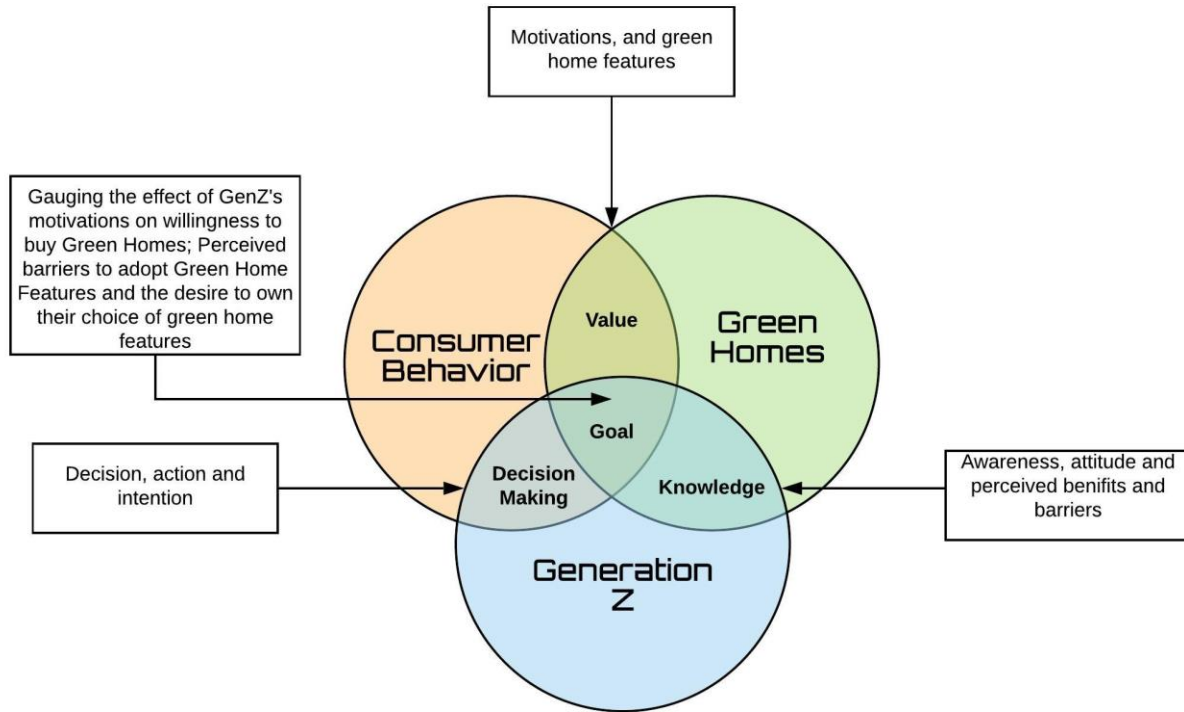 Motivations, and green
home features
Gauging the effect of GenZ's
motivations on willingness to
buy Green Homes; Perceived
barriers to adopt Green Home
Features and the desire to own
their choice of green home
features
Value
Consumer
Behavior
Green
Homes
Goal
Decision
Making
Knowledge
Decision, action and
intention
Awareness, attitude and
perceived benifits and
barriers
Generation
Z